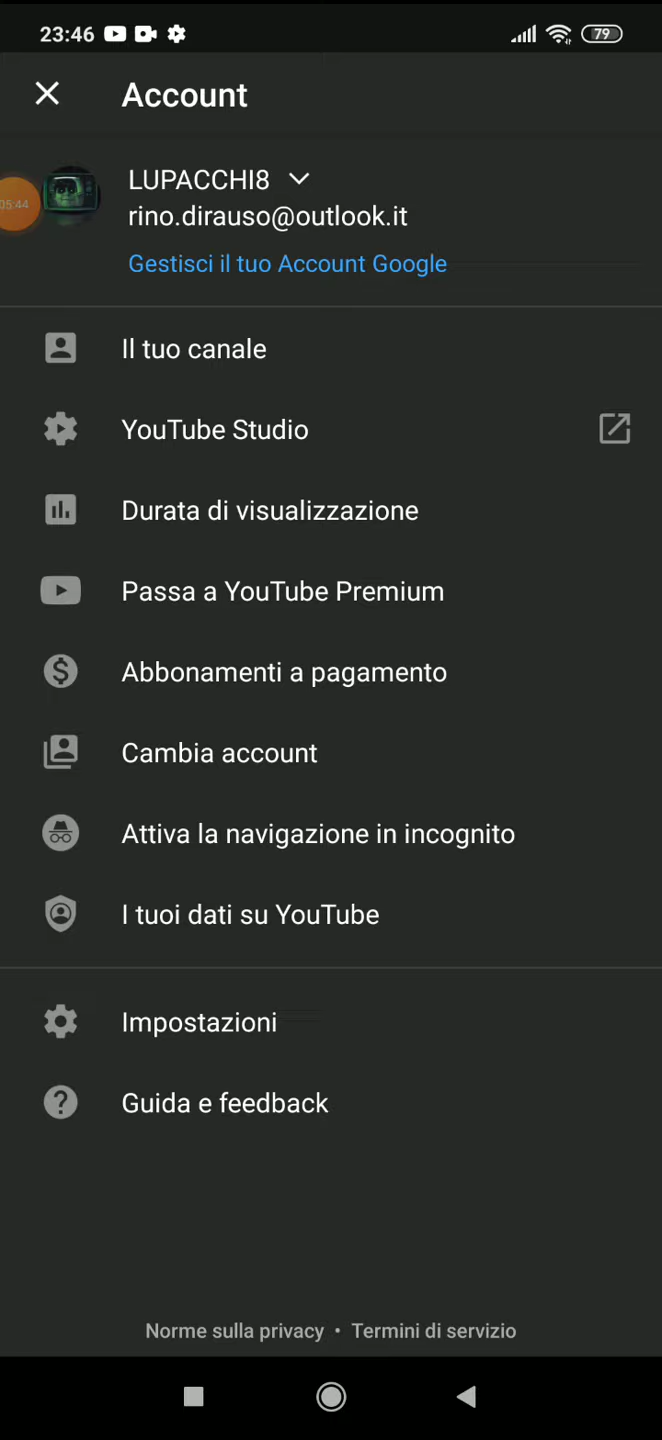 23:46
79
Account
LUPACCHI8
05:44
rino.dirauso@outlook.it
Gestisci il tuo Account Google
Il tuo canale
YouTube Studio
Durata di visualizzazione
Passa a YouTube Premium
Abbonamenti a pagamento
Cambia account
Attiva la navigazione in incognito
I tuoi dati su YouTube
Impostazioni
Guida e feedback
Norme sulla privacy • Termini di servizio